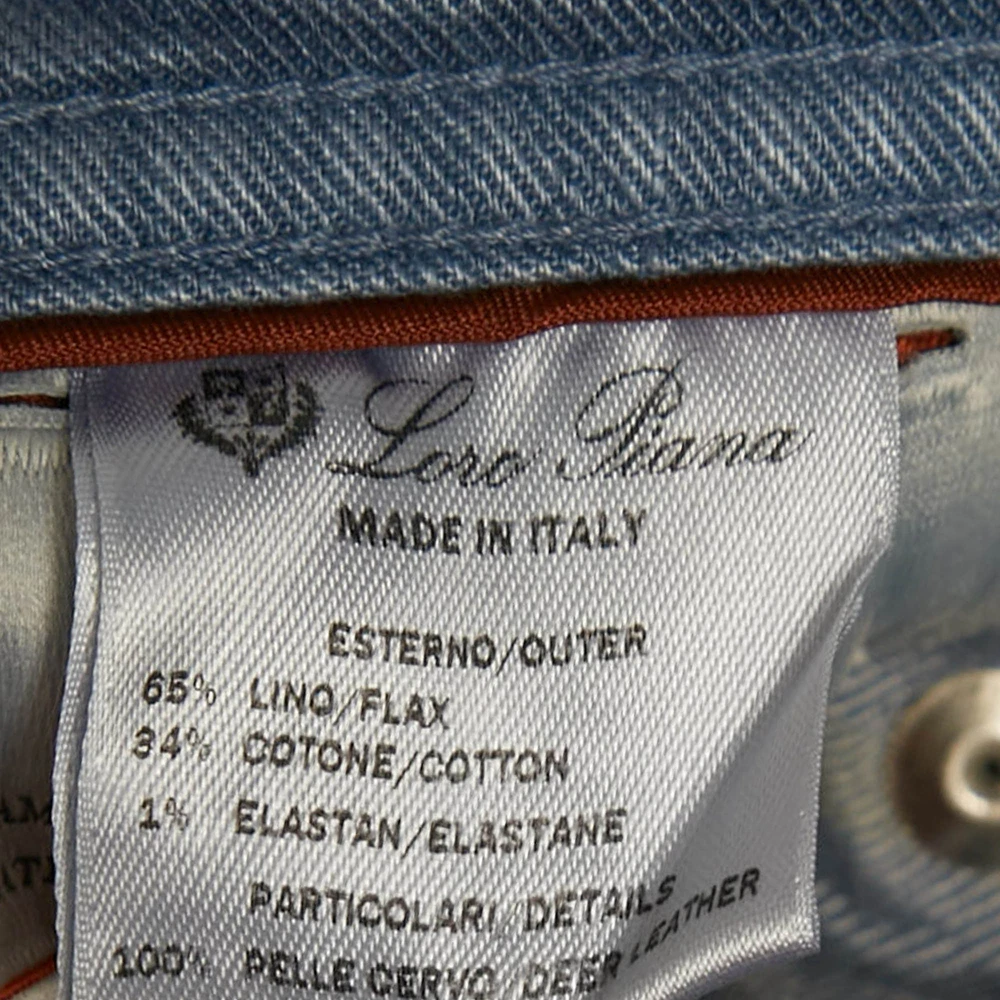 Loro Piana
MADE IN ITALY
ESTERNO/OUTER
65% LINO/FLAX
34% COTONE/COTTON
1% ELASTAN/ELASTANE
PARTICOLARI/DETAILS
100% PELLE CERVO/DEER LEATHER